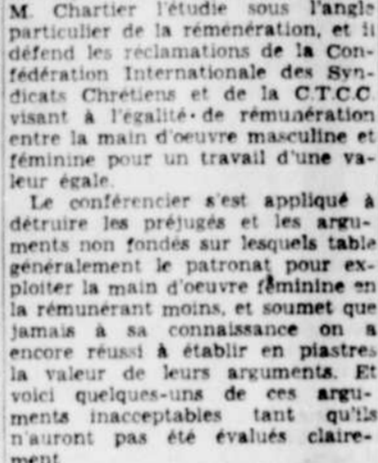 M. Chartier l'étudie sous l'angle
particulier de la réménération, et il
défend les réclamations de la Con-
fédération Internationale des Syn-
dicats Chrétiens et de la C.T.C.C.
visant à l'égalité de rémunération
entre la main d'oeuvre masculine et
féminine pour un travail d'une va-
leur égale.
Le conférencier s'est appliqué à
détruire les préjugés et les argu-
ments non fondés sur lesquels table
généralement le patronat pour ex-
ploiter la main d'oeuvre féminine en
la rémunérant moins, et soumet que
jamais à sa connaissance on a
encore réussi à établir en piastres
la valeur de leurs arguments. Et
voici quelques-uns de ces argu-
ments inacceptables tant qu'ils
n'auront pas été évalués claire-
ment